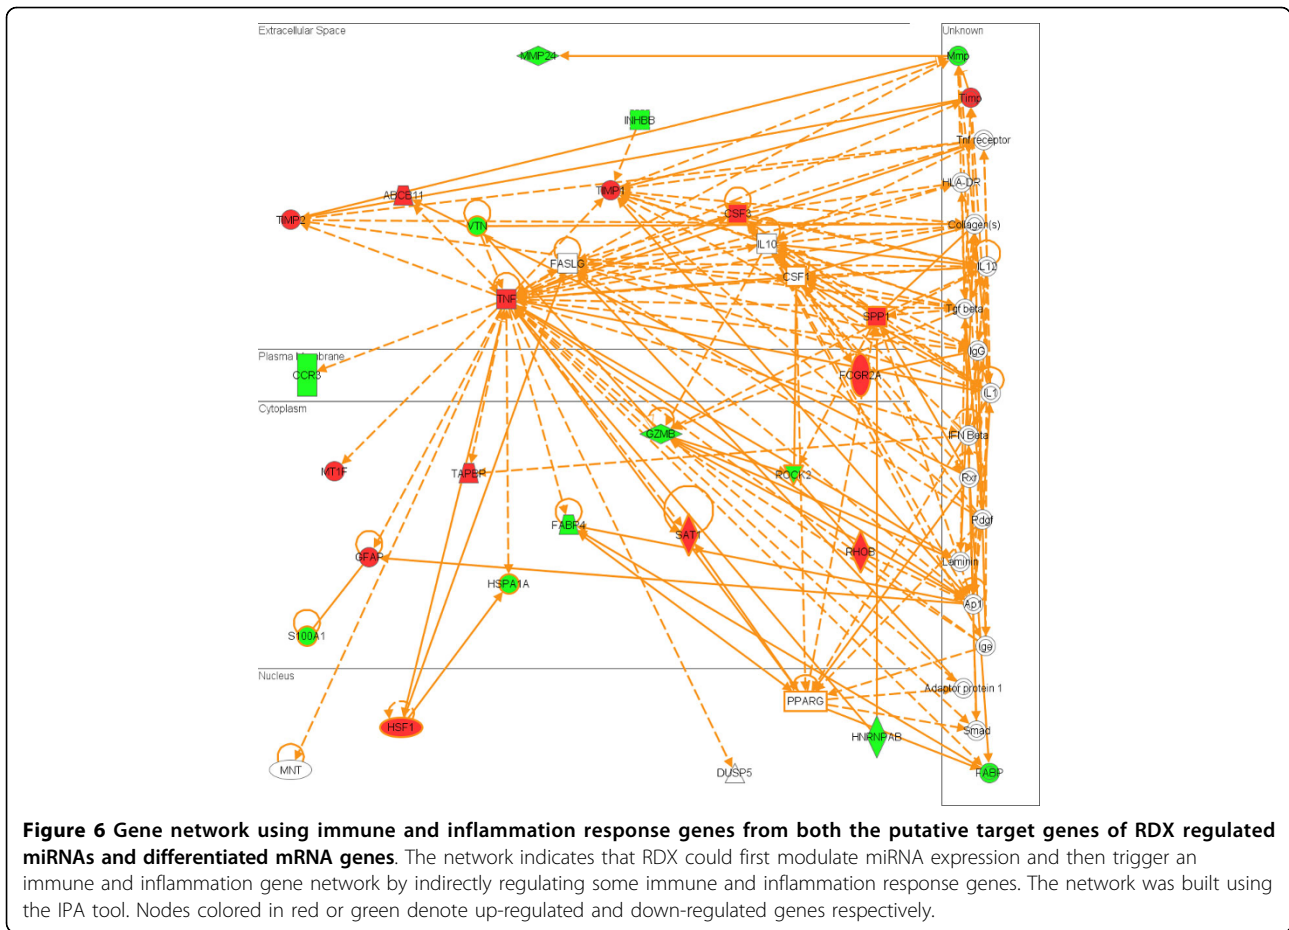 Extracellular Space
Unknown
MMP24
Mmp
Timp
INHBB
Tnf receptor
HLA-DR
ABCB11
TIMP1
CSF3
TIMP2
VTN
Collagen(s)
IL10
FASLG
CSF1
IL12
TNF
SPP1
Tgf beta
IgG
Plasma Membrane
CCR3
FCGR2A
IL1
Cytoplasm
GZMB
IFN Beta
MT1F
TAPBP
ROCK2
Rxr
FABP4
SAT1
Pdgf
GFAP
RHOB
Laminin
HSPA1A
Ap1
S100A1
Ige
Nucleus
Adaptor protein 1
PPARG
HSF1
HNRNPAB
Smad
MNT
DUSP5
FABP
Figure 6 Gene network using immune and inflammation response genes from both the putative target genes of RDX regulated
miRNAs and differentiated mRNA genes. The network indicates that RDX could first modulate miRNA expression and then trigger an
immune and inflammation gene network by indirectly regulating some immune and inflammation response genes. The network was built using
the IPA tool. Nodes colored in red or green denote up-regulated and down-regulated genes respectively.